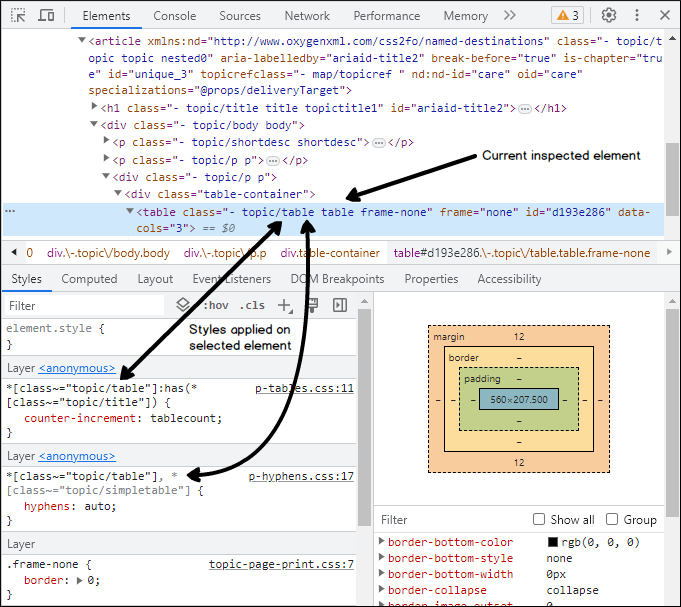 Elements Console Sources Network Performance Memory 3
<article xmlns:nd="http://www.oxygenxml.com/css2fo/named-destinations" class="- topic/t
opic topic nested0" aria-labelledby="ariaid-title2" break-before="true" is-chapter="tru
e" id="unique_3" topicrefclass="- map/topicref " nd:nd-id="care" oid="care"
specializations="@props/deliveryTarget">
<h1 class="- topic/title title topictitle1" id="ariaid-title2">…</h1>
<div class="- topic/body body">
<p class="- topic/shortdesc shortdesc">…</p>
<p class="- topic/p p">…</p>
<div class="- topic/p p">
Current inspected element
<div class="table-container">
… <table class="- topic/table table frame-none" frame="none" id="d193e286" data-
cols="3"> == $0
0 div.\-.topic\/body.body div.\-.topic\/p.p div.table-container table#d193e286.\-.topic\/table.table.frame-none
Styles Computed Layout Event Listeners DOM Breakpoints Properties Accessibility
Filter :hov .cls
element.style {
}
Styles applied on
selected element
Layer <anonymous>
*[class~="topic/table"]:has(* p-tables.css:11
[class~="topic/title"]) {
counter-increment: tablecount;
}
Layer <anonymous>
*[class~="topic/table"], * p-hyphens.css:17
[class~="topic/simpletable"] {
hyphens: auto;
}
Layer
.frame-none { topic-page-print.css:7
border: 0;
}
margin 12
border –
padding –
– – – 560×207.500 – – –
–
–
12
Filter Show all Group
border-bottom-color rgb(0, 0, 0)
border-bottom-style none
border-bottom-width 0px
border-collapse collapse
border-image-outset 0